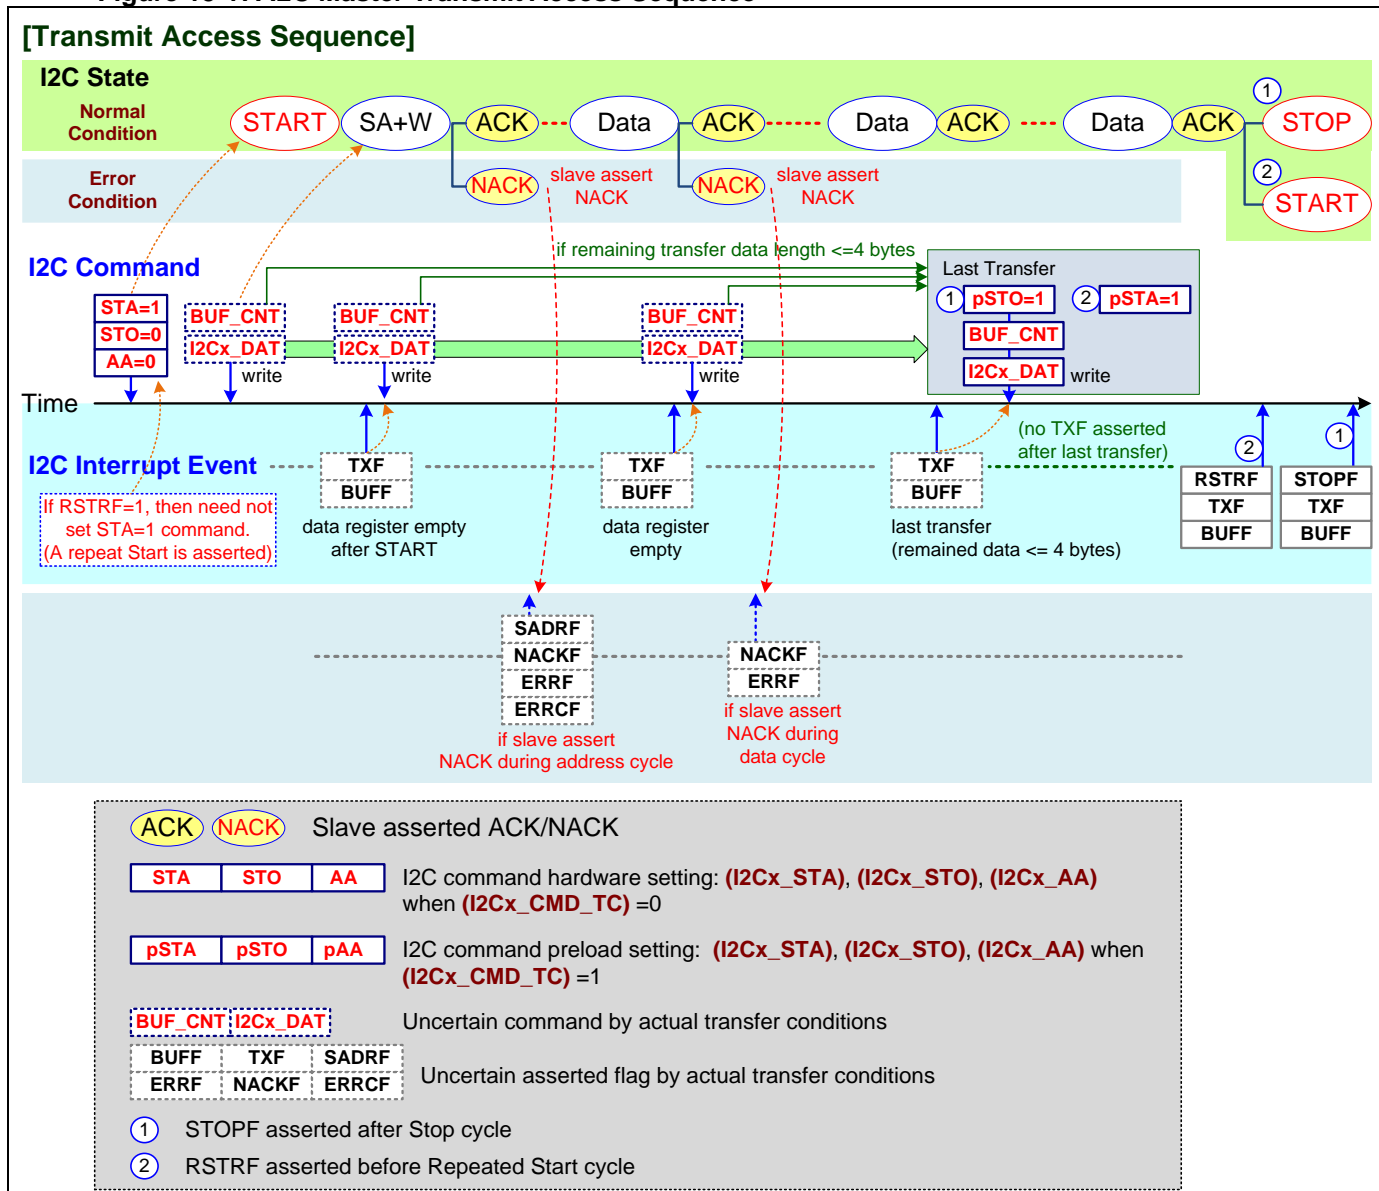 [Transmit Access Sequence]
I2C State
Normal
Condition
START
SA+W
ACK
Data
ACK
Data
ACK
Data
ACK
1
STOP
Error
Condition
NACK
slave assert
NACK
NACK
slave assert
NACK
2
START
if remaining transfer data length <=4 bytes
I2C Command
STA=1
STO=0
AA=0
BUF_CNT
I2Cx_DAT
write
BUF_CNT
I2Cx_DAT
write
BUF_CNT
I2Cx_DAT
write
Last Transfer
1
pSTO=1
2
pSTA=1
BUF_CNT
I2Cx_DAT
write
Time
I2C Interrupt Event
If RSTRF=1, then need not
set STA=1 command.
(A repeat Start is asserted)
TXF
BUFF
data register empty
after START
TXF
BUFF
data register
empty
TXF
BUFF
last transfer
(remained data <= 4 bytes)
(no TXF asserted
after last transfer)
2
RSTRF
TXF
BUFF
1
STOPF
TXF
BUFF
SADRF
NACKF
ERRF
ERRCF
if slave assert
NACK during address cycle
NACKF
ERRF
if slave assert
NACK during
data cycle
ACK NACK Slave asserted ACK/NACK
STA STO AA I2C command hardware setting: (I2Cx_STA), (I2Cx_STO), (I2Cx_AA)
when (I2Cx_CMD_TC) =0
pSTA pSTO pAA I2C command preload setting: (I2Cx_STA), (I2Cx_STO), (I2Cx_AA) when
(I2Cx_CMD_TC) =1
BUF_CNT I2Cx_DAT Uncertain command by actual transfer conditions
BUFF TXF SADRF
ERRF NACKF ERRCF
Uncertain asserted flag by actual transfer conditions
1 STOPF asserted after Stop cycle
2 RSTRF asserted before Repeated Start cycle